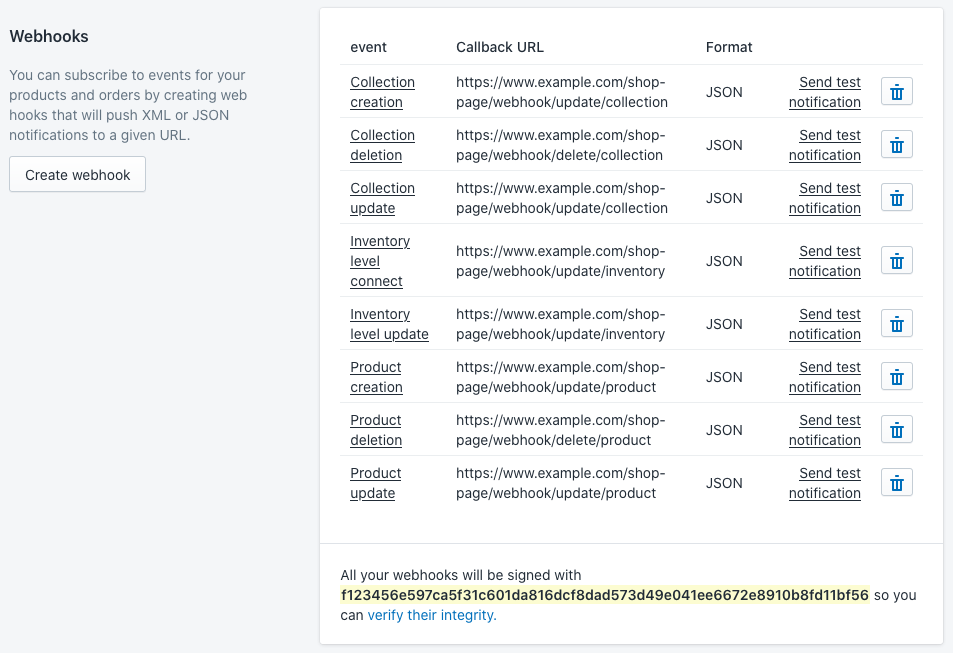 Webhooks
You can subscribe to events for your
products and orders by creating web
hooks that will push XML or JSON
notifications to a given URL.
Create webhook
event Callback URL Format
Collection https://www.example.com/shop- Send test
creation page/webhook/update/collection JSON notification
Collection https://www.example.com/shop- Send test
deletion page/webhook/delete/collection JSON notification
Collection https://www.example.com/shop- Send test
update page/webhook/update/collection JSON notification
Inventory
level https://www.example.com/shop- Send test
connect page/webhook/update/inventory JSON notification
Inventory https://www.example.com/shop- Send test
level update page/webhook/update/inventory JSON notification
Product https://www.example.com/shop- Send test
creation page/webhook/update/product JSON notification
Product https://www.example.com/shop- Send test
deletion page/webhook/delete/product JSON notification
Product https://www.example.com/shop- Send test
update page/webhook/update/product JSON notification
All your webhooks will be signed with
f123456e597ca5f31c601da816dcf8dad573d49e041ee6672e8910b8fd11bf56 so you
can verify their integrity.